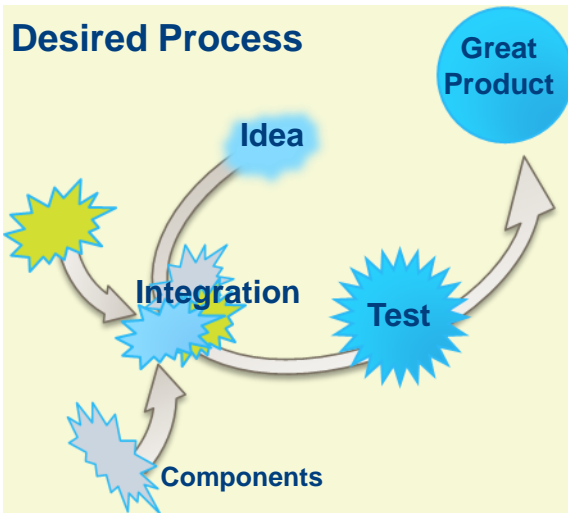 Desired Process
Great
Product
Idea
Integration
Test
Components